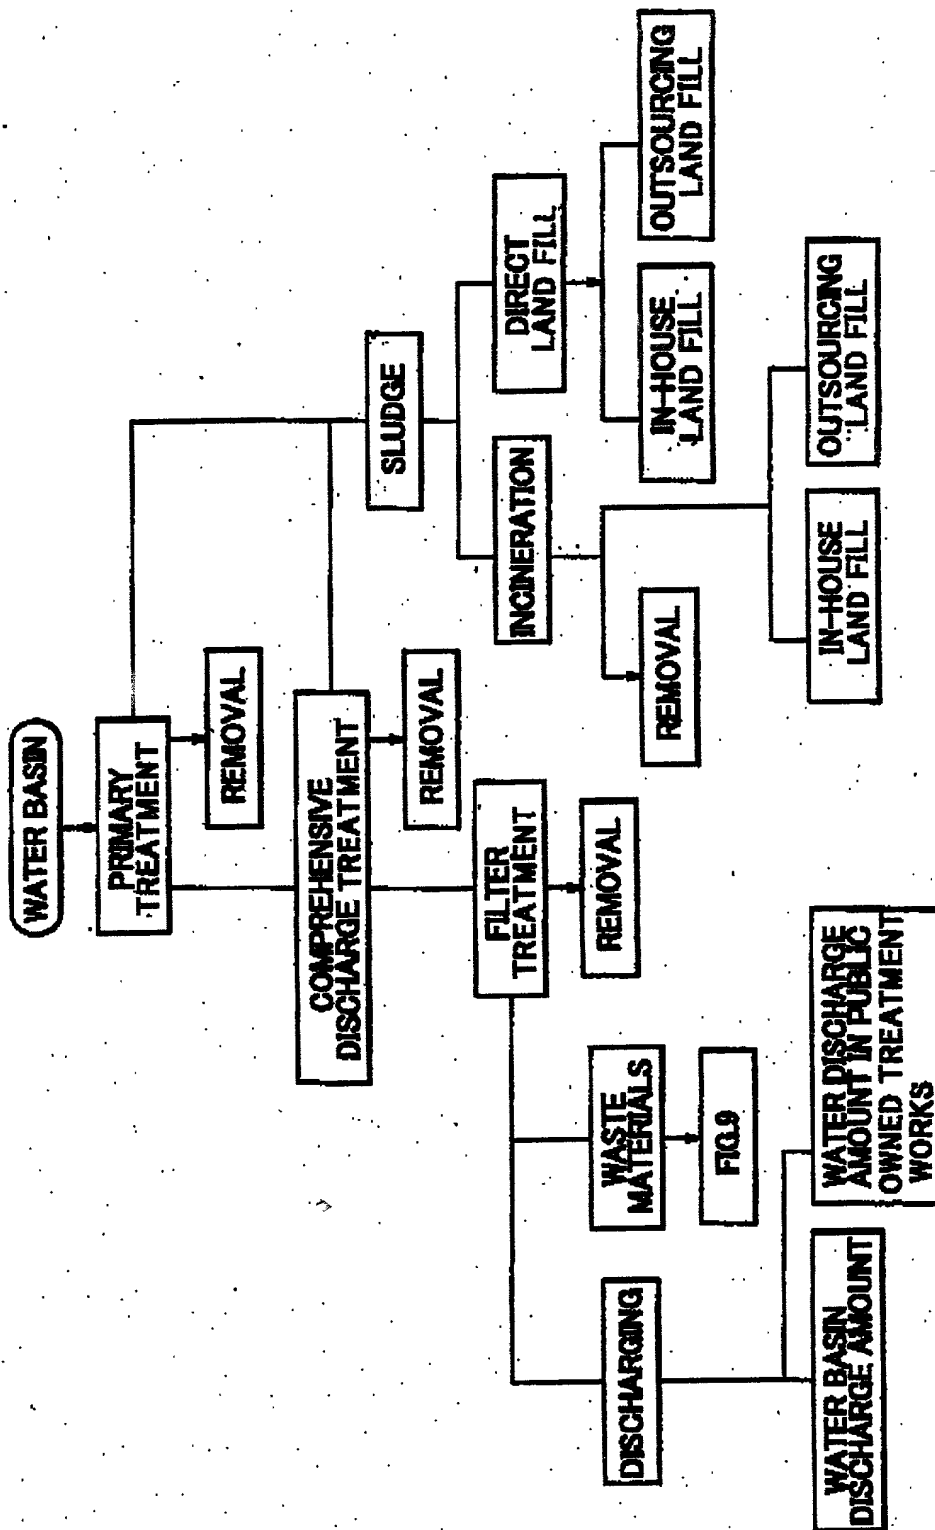 WATER BASIN
PRIMARY
TREATMENT
REMOVAL
COMPREHENSIVE
DISCHARGE TREATMENT
REMOVAL
SLUDGE
FILTER
TREATMENT
REMOVAL
INCINERATION
DIRECT
LAND FILL
DISCHARGING
WASTE
MATERIALS
FIG.9
REMOVAL
IN-HOUSE
LAND FILL
OUTSOURCING
LAND FILL
WATER BASIN
DISCHARGE AMOUNT
WATER DISCHARGE
AMOUNT IN PUBLIC
OWNED TREATMENT
WORKS
IN-HOUSE
LAND FILL
OUTSOURCING
LAND FILL